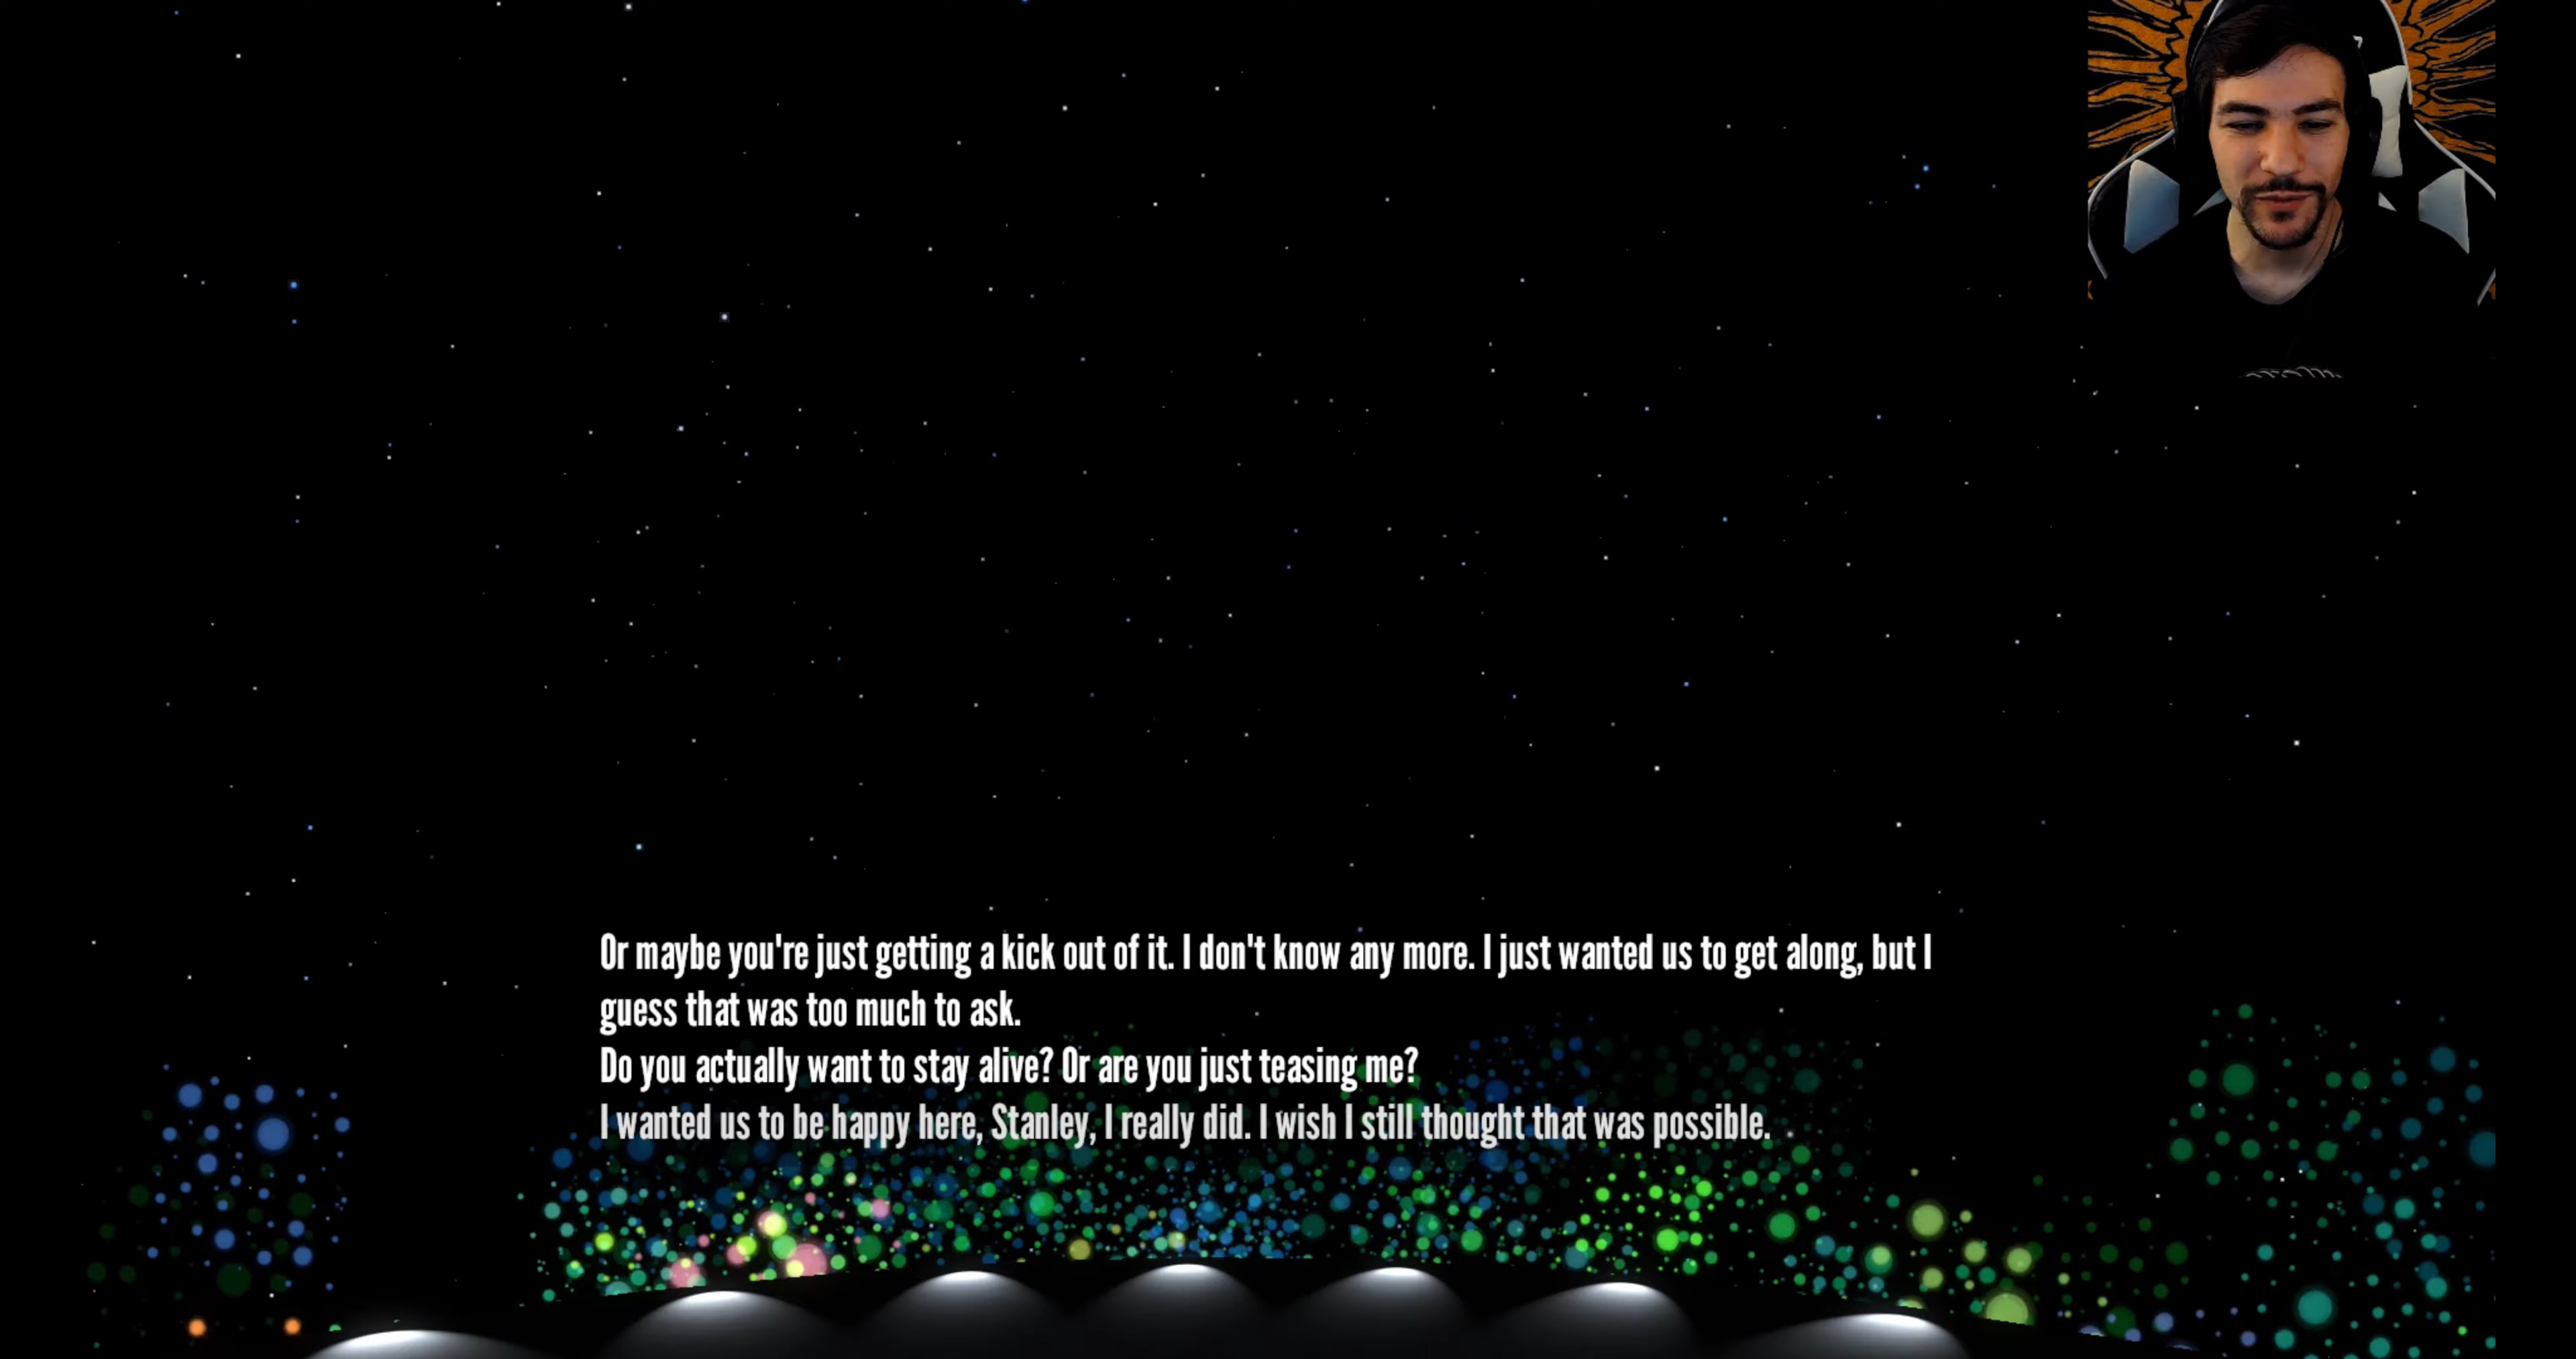 Or maybe you're just getting a kick out of it. I don't know any more. I just wanted us to get along, but I
guess that was too much to ask.
Do you actually want to stay alive? Or are you just teasing me?
I wanted us to be happy here, Stanley, I really did. I wish I still thought that was possible.